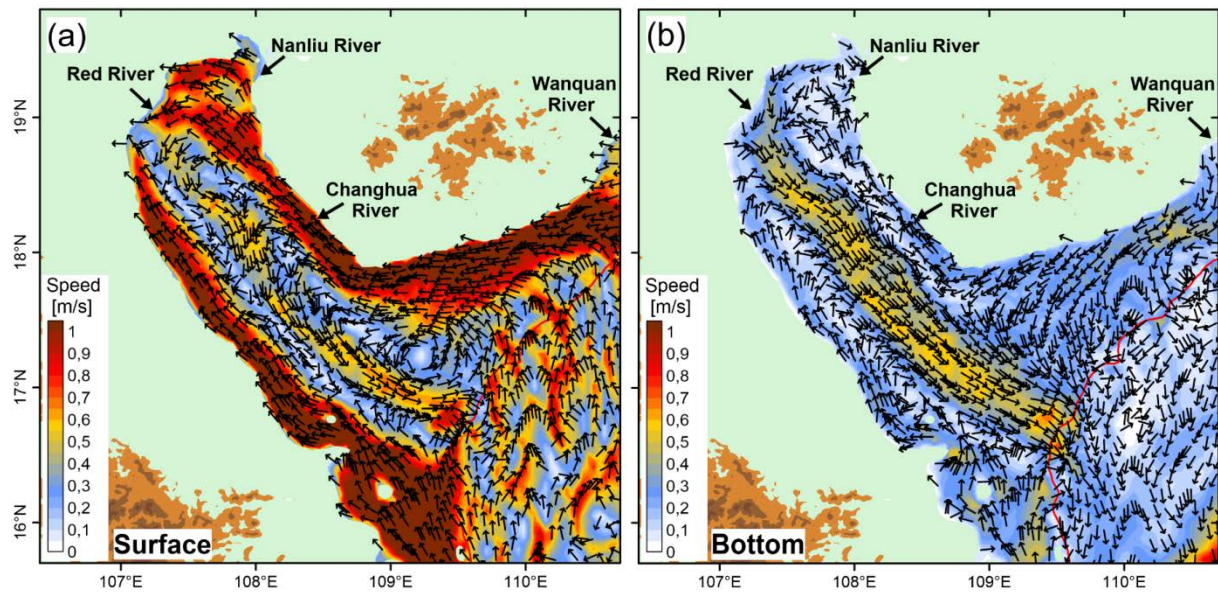 (a)
Nanliu River
Red River
Wanquan
River
19°N
Changhua
River
18°N
Speed
[m/s]
1
0,9
0,8
0,7
0,6
0,5
0,4
0,3
0,2
0,1
0
17°N
16°N
Surface
107°E
108°E
109°E
110°E
(b)
Nanliu River
Red River
Wanquan
River
Changhua
River
Speed
[m/s]
1
0,9
0,8
0,7
0,6
0,5
0,4
0,3
0,2
0,1
0
Bottom
107°E
108°E
109°E
110°E